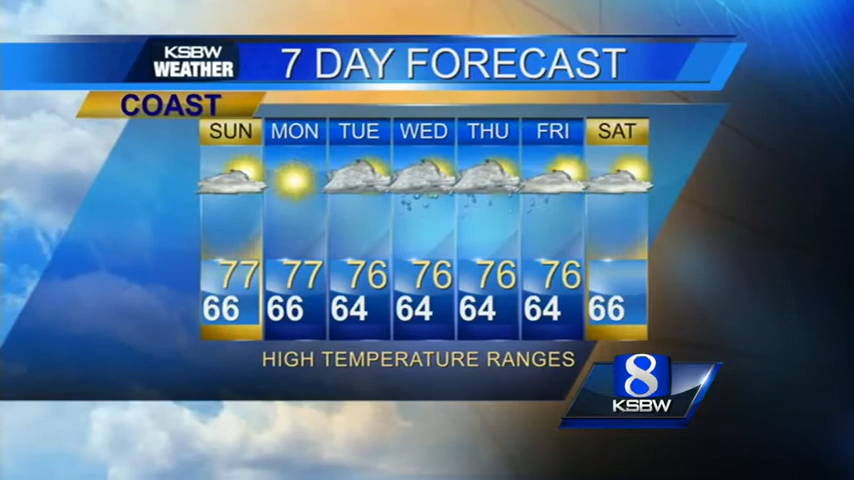 KSBW
WEATHER
7 DAY FORECAST
COAST
SUN MON TUE WED THU FRI SAT
77 77 76 76 76 76
66 66 64 64 64 64 66
HIGH TEMPERATURE RANGES
8
KSBW